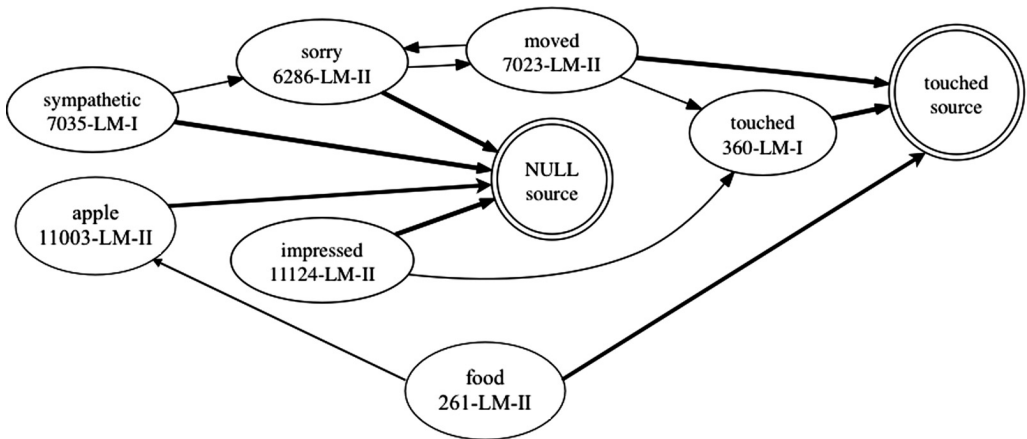 sorry
6286-LM-II
moved
7023-LM-II
touched
source
sympathetic
7035-LM-I
touched
360-LM-I
NULL
source
apple
11003-LM-II
impressed
11124-LM-II
food
261-LM-II